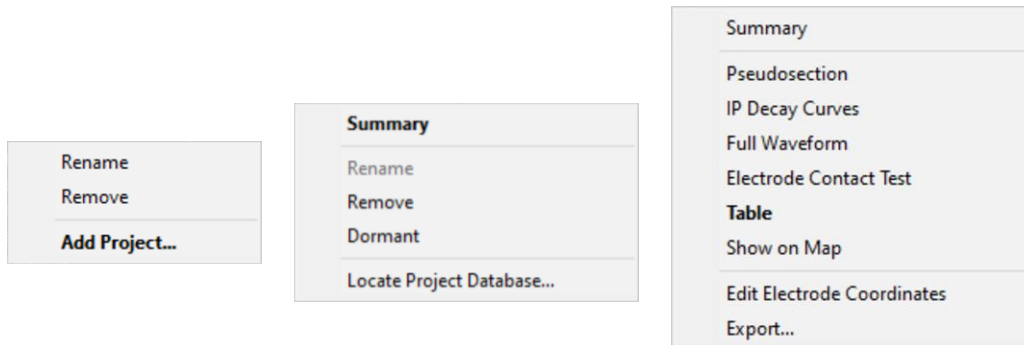 Rename
Remove
Add Project...
Summary
Rename
Remove
Dormant
Locate Project Database...
Summary
Pseudosection
IP Decay Curves
Full Waveform
Electrode Contact Test
Table
Show on Map
Edit Electrode Coordinates
Export...